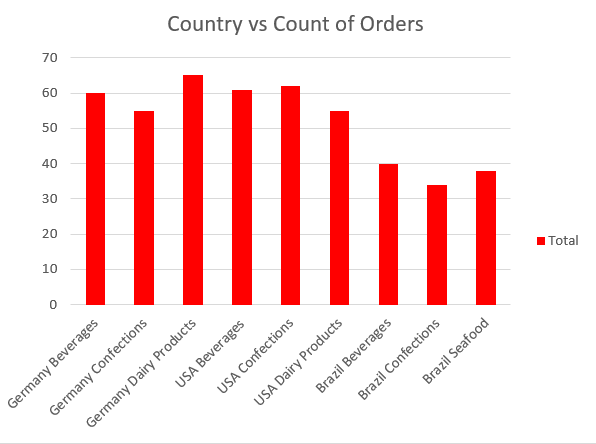 Country vs Count of Orders
70
60
50
40
30
20
10
0
Germany Beverages
Germany Confections
Germany Dairy Products
USA Beverages
USA Confections
USA Dairy Products
Brazil Beverages
Brazil Confections
Brazil Seafood
Total